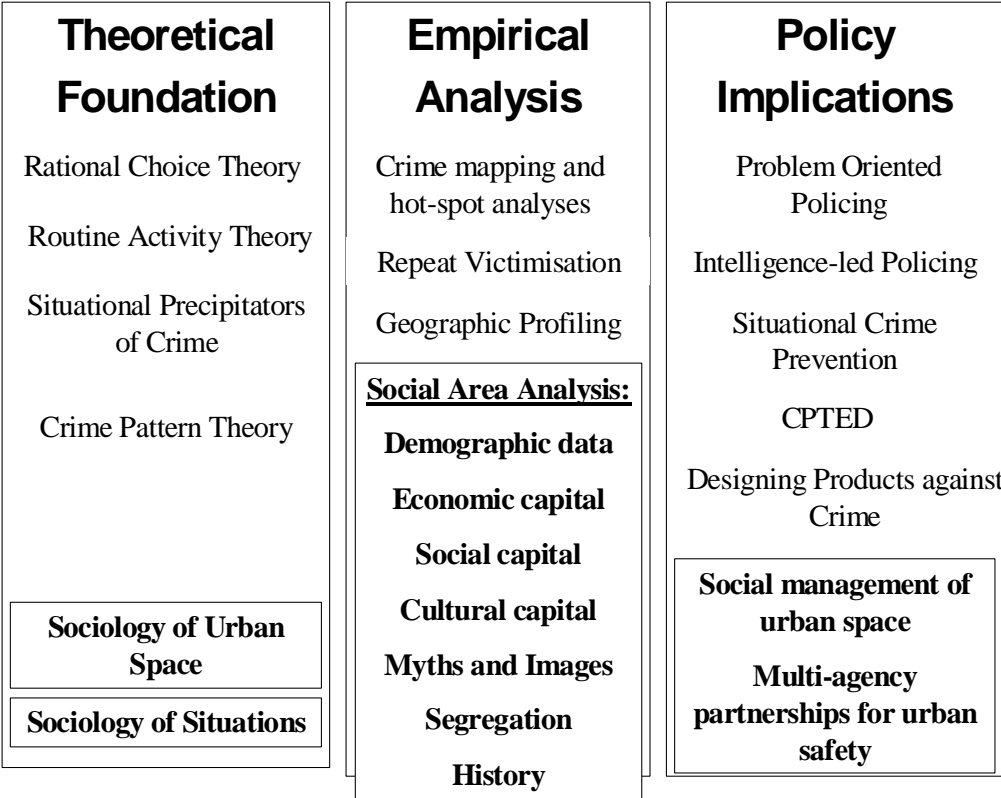 Theoretical
Foundation
Rational Choice Theory
Routine Activity Theory
Situational Precipitators
of Crime
Crime Pattern Theory
Sociology of Urban
Space
Sociology of Situations
Empirical
Analysis
Crime mapping and
hot-spot analyses
Repeat Victimisation
Geographic Profiling
Social Area Analysis:
Demographic data
Economic capital
Social capital
Cultural capital
Myths and Images
Segregation
History
Policy
Implications
Problem Oriented
Policing
Intelligence-led Policing
Situational Crime
Prevention
CPTED
Designing Products against
Crime
Social management of
urban space
Multi-agency
partnerships for urban
safety